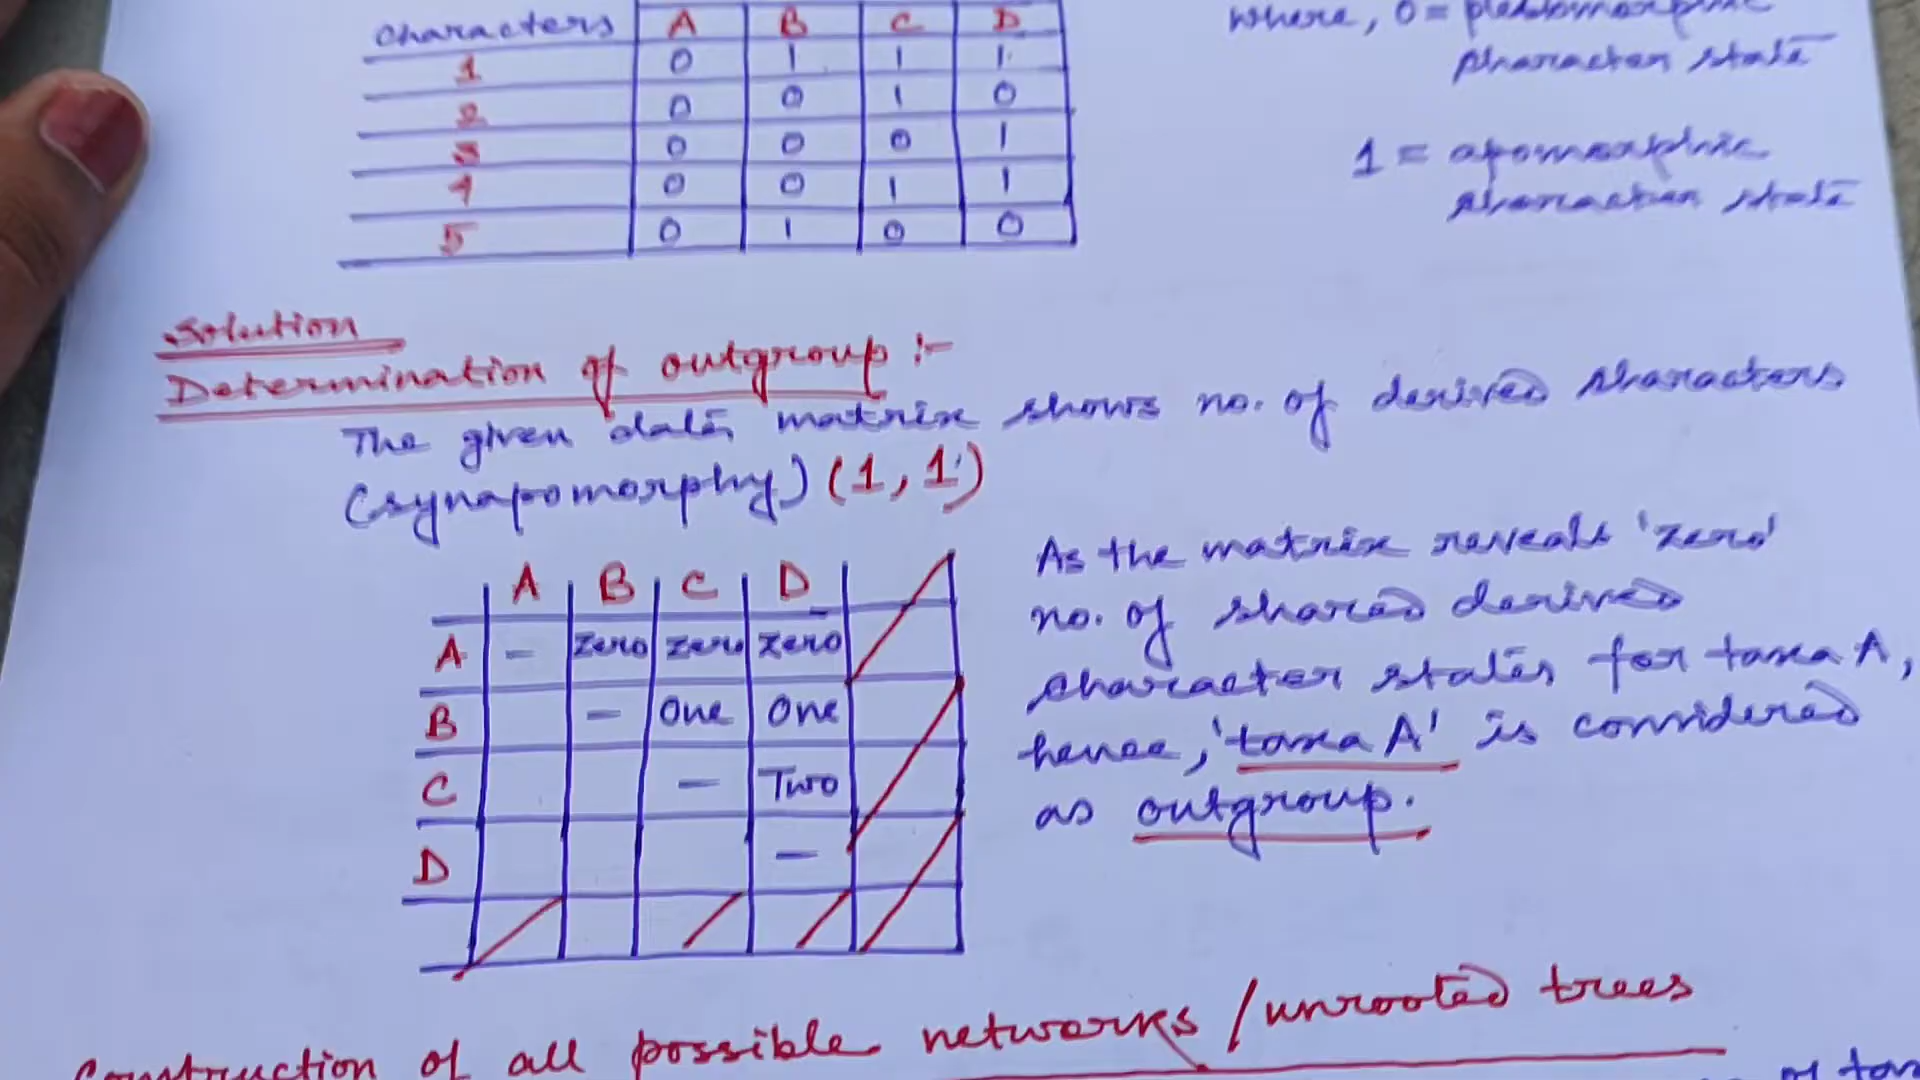 characters A B C D
1 0 1 1 1
2 0 0 1 0
3 0 0 0 1
4 0 0 1 1
5 0 1 0 0
where, 0 = plesiomorphic
character state
1 = apomorphic
character state
Solution
Determination of outgroup :-
The given data matrix shows no. of derived characters
(synapomorphy) (1, 1)
A B C D
A - zero zero zero
B - One One
C - Two
D -
As the matrix reveals 'zero'
no. of shared derived
character states for taxa A,
hence, 'taxa A' is considered
as outgroup.
Construction of all possible networks / unrooted trees
of